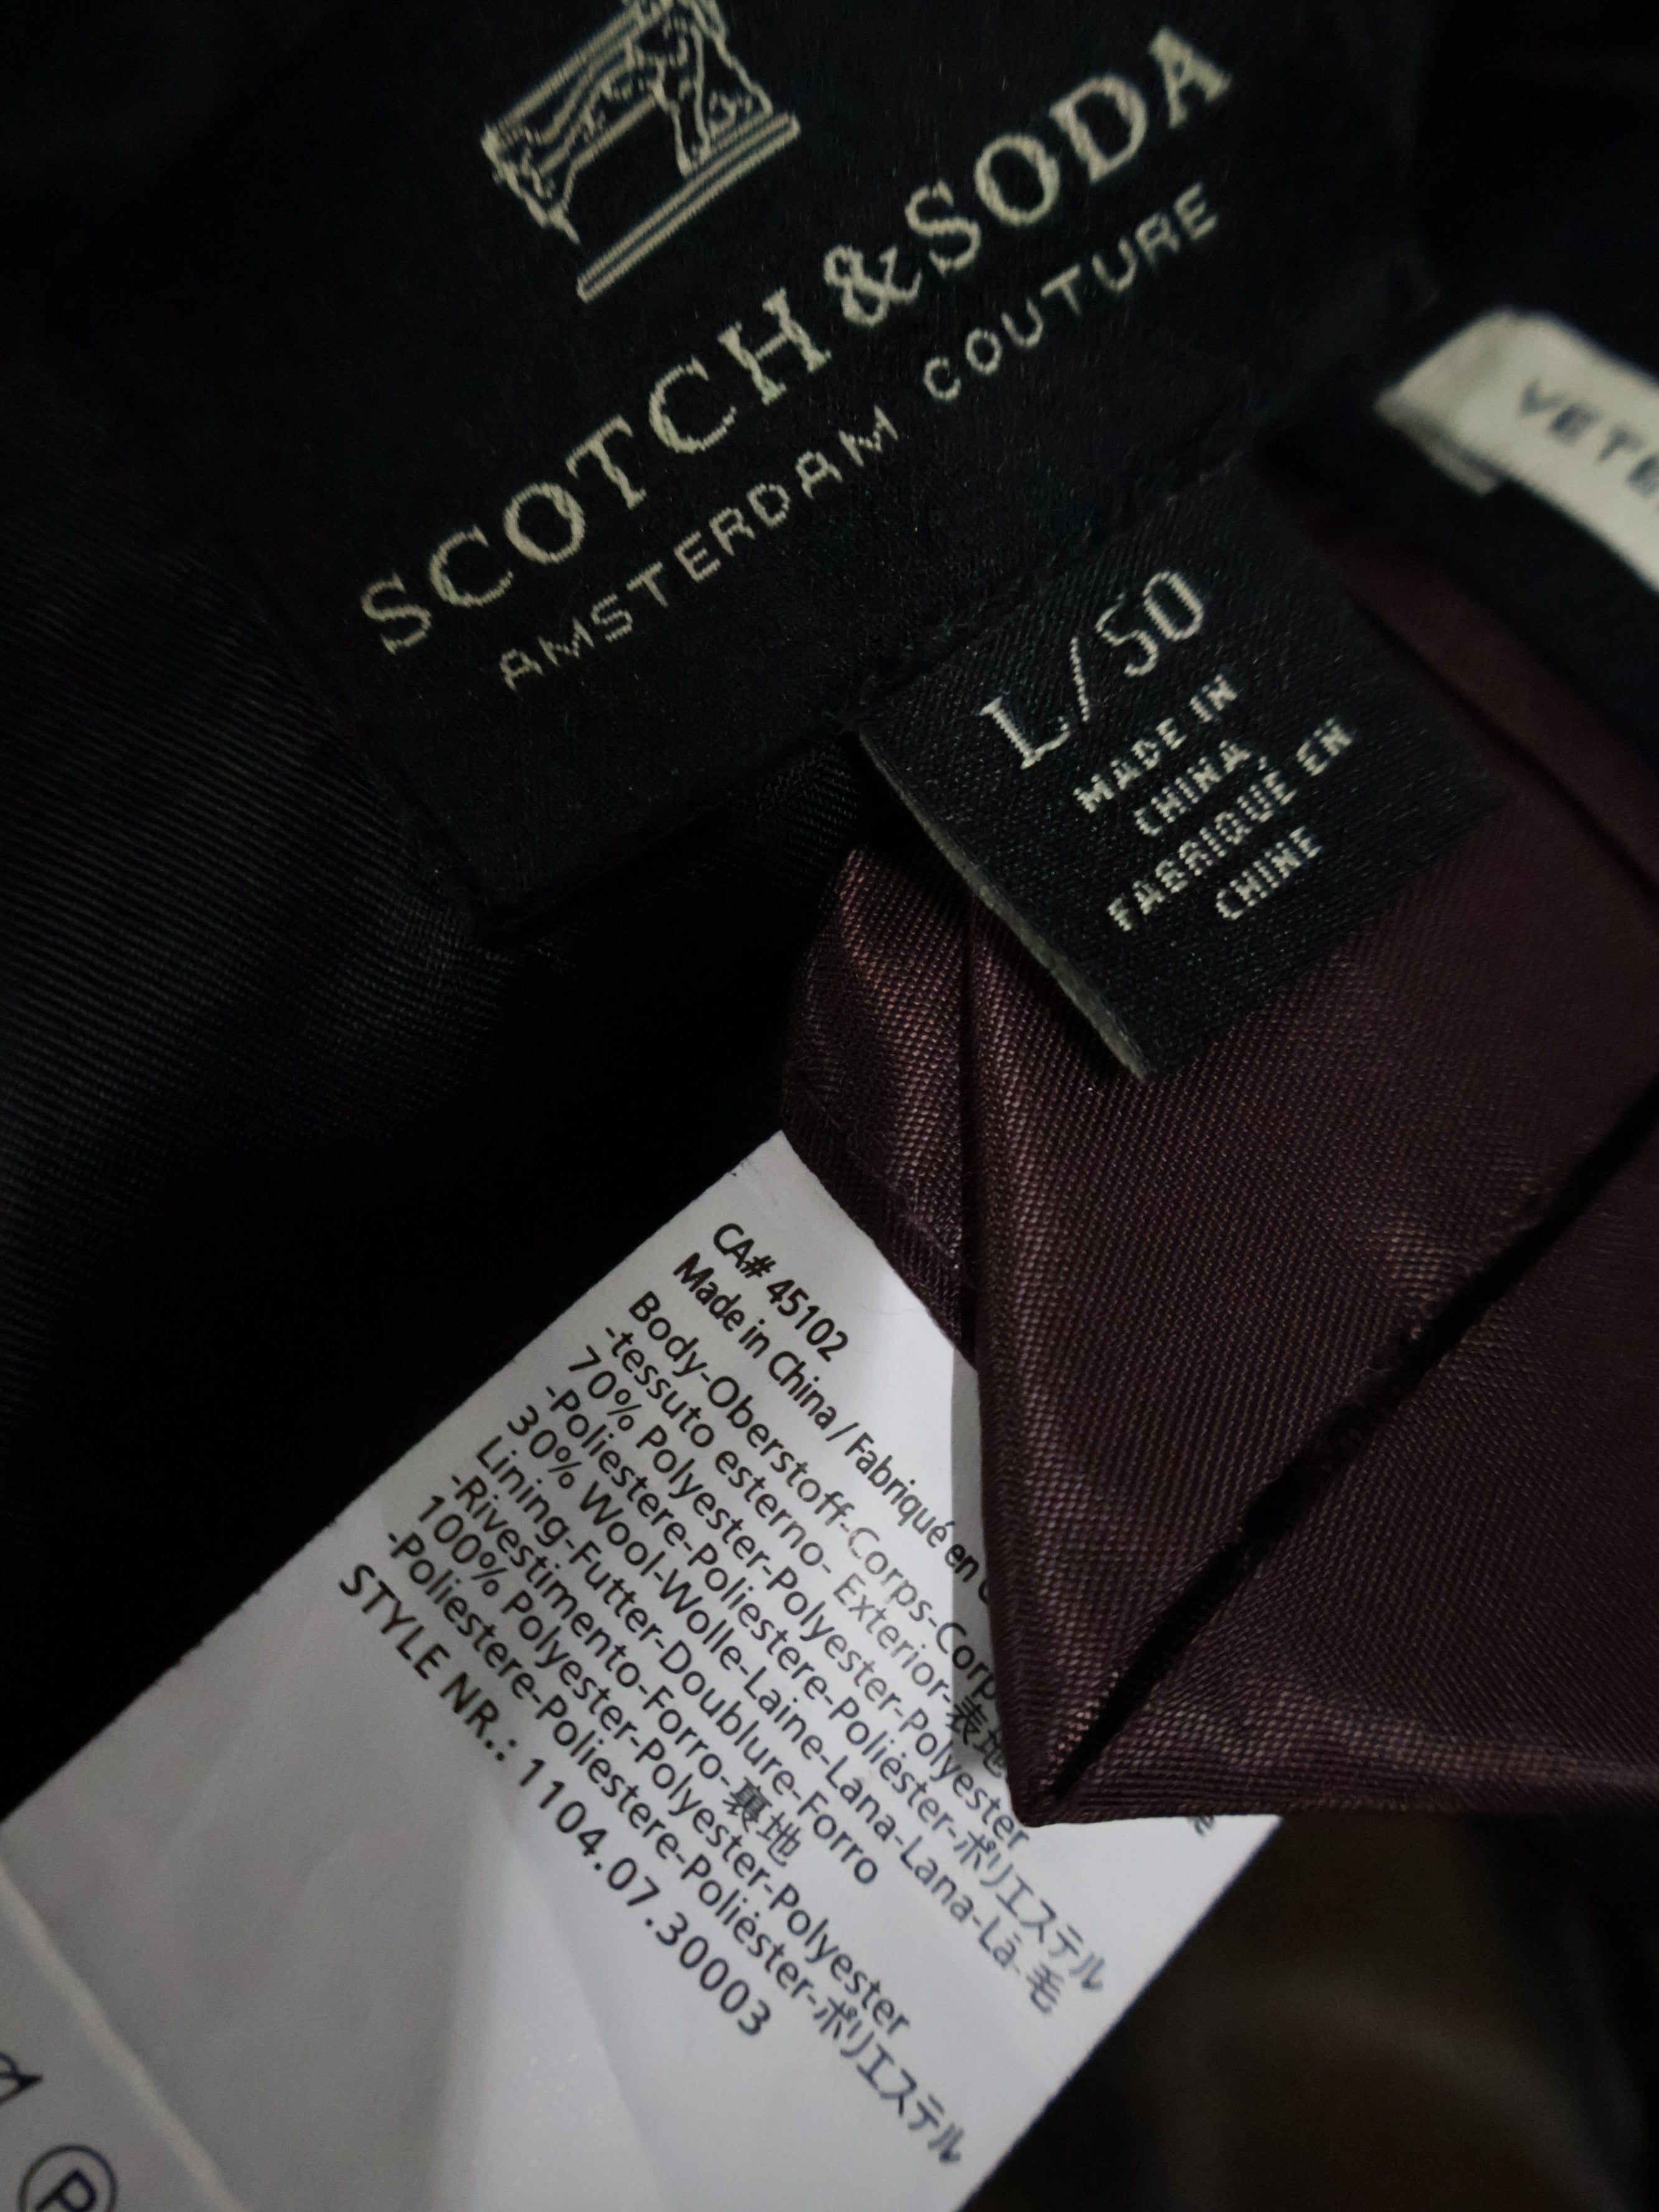 SCOTCH & SODA
AMSTERDAM COUTURE
L/50
MADE IN
CHINA
FABRIQUÉ EN
CHINE
CA# 45102
Made in China / Fabriqué en
Body-Oberstoff-Corps-Corp
-tessuto esterno- Exterior-表地
70% Polyester-Polyester-Polyester
-Poliestere-Poliestere-Poliéster-ポリエステル
30% Wool-Wolle-Laine-Lana-Lana-Lã-毛
Lining-Futter-Doublure-Forro
-Rivestimento-Forro-裏地
100% Polyester-Polyester-Polyester
-Poliestere-Poliestere-Poliéster-ポリエステル
STYLE NR.: 1104.07.30003
P